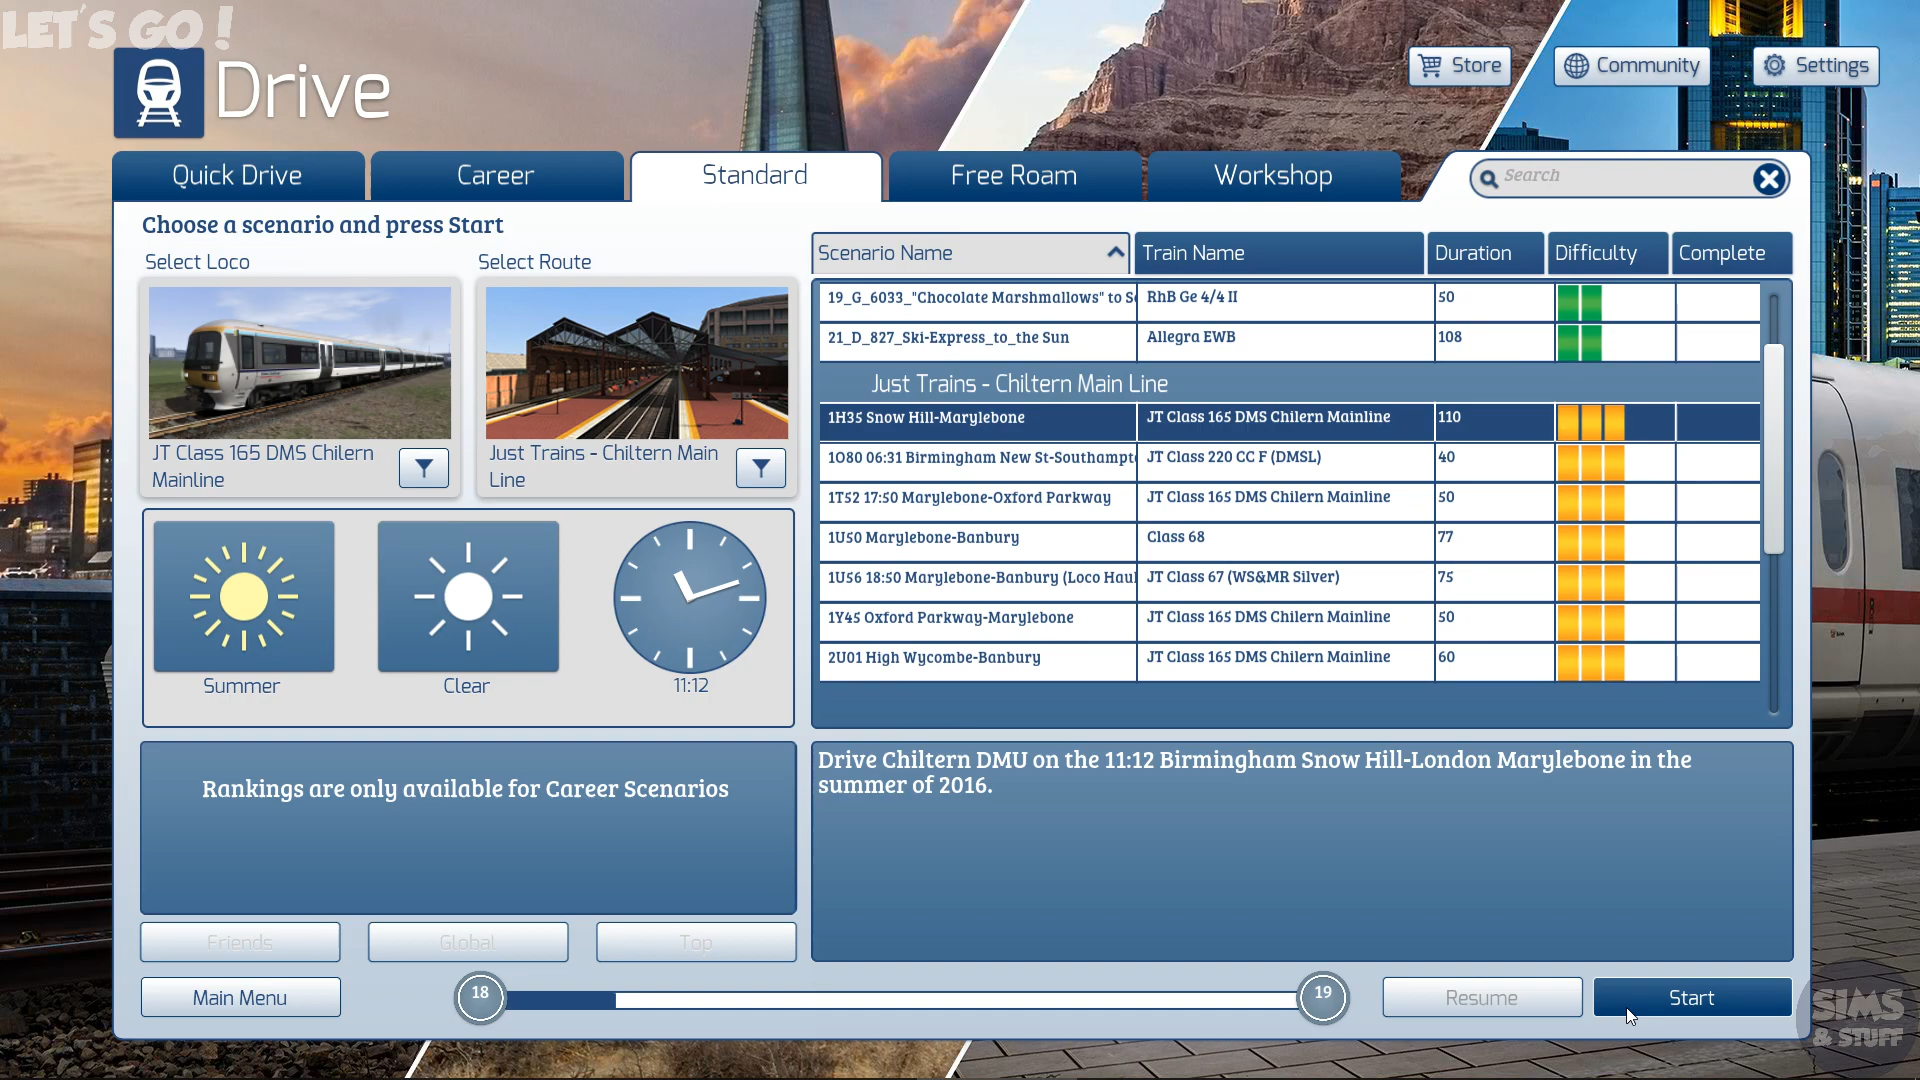 LET'S GO!
Drive
Store
Community
Settings
Quick Drive
Career
Standard
Free Roam
Workshop
Search
Choose a scenario and press Start
Select Loco
Select Route
JT Class 165 DMS Chilern
Mainline
Just Trains - Chiltern Main
Line
Summer
Clear
11:12
Scenario Name
Train Name
Duration
Difficulty
Complete
19_G_6033_"Chocolate Marshmallows" to S
RhB Ge 4/4 II
50
21_D_827_Ski-Express_to_the Sun
Allegra EWB
108
Just Trains - Chiltern Main Line
1H35 Snow Hill-Marylebone
JT Class 165 DMS Chilern Mainline
110
1O80 06:31 Birmingham New St-Southampt
JT Class 220 CC F (DMSL)
40
1T52 17:50 Marylebone-Oxford Parkway
JT Class 165 DMS Chilern Mainline
50
1U50 Marylebone-Banbury
Class 68
77
1U56 18:50 Marylebone-Banbury (Loco Hau
JT Class 67 (WS&MR Silver)
75
1Y45 Oxford Parkway-Marylebone
JT Class 165 DMS Chilern Mainline
50
2U01 High Wycombe-Banbury
JT Class 165 DMS Chilern Mainline
60
Rankings are only available for Career Scenarios
Drive Chiltern DMU on the 11:12 Birmingham Snow Hill-London Marylebone in the
summer of 2016.
Friends
Global
Top
Main Menu
18
19
Resume
Start
SIMS
& STUFF